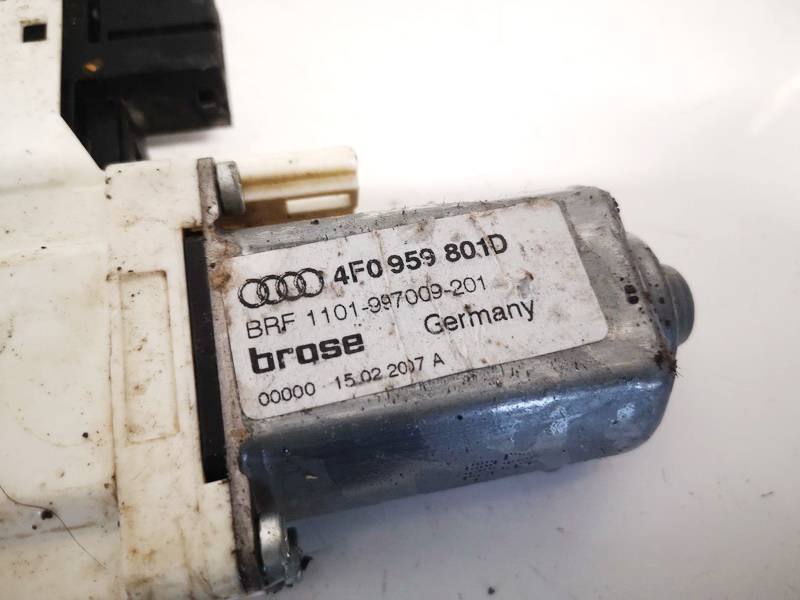 4F0 959 801D
BRF 1101-997009-201
brose Germany
00000 15.02.2007 A